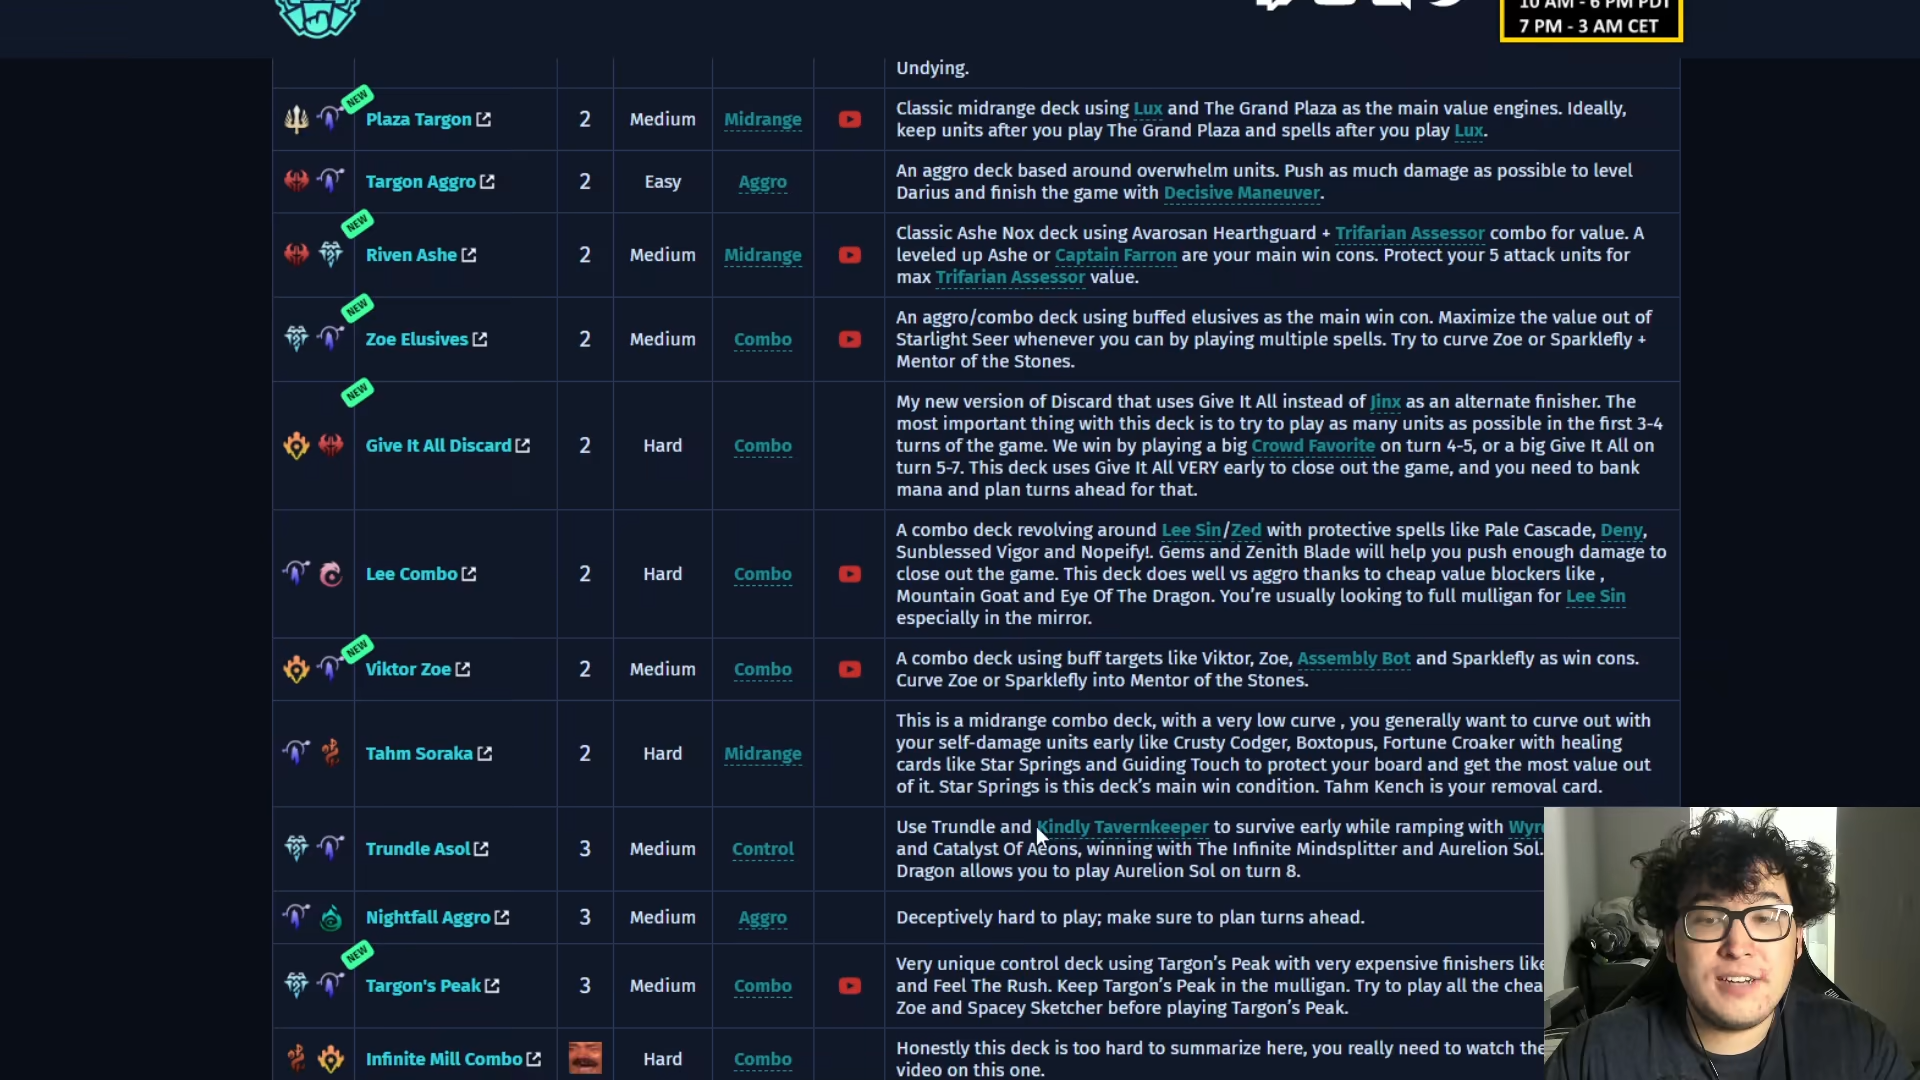 10 AM - 6 PM PDT
7 PM - 3 AM CET
Undying.
NEW
Plaza Targon
2
Medium
Midrange
Classic midrange deck using Lux and The Grand Plaza as the main value engines. Ideally,
keep units after you play The Grand Plaza and spells after you play Lux.
Targon Aggro
2
Easy
Aggro
An aggro deck based around overwhelm units. Push as much damage as possible to level
Darius and finish the game with Decisive Maneuver.
NEW
Riven Ashe
2
Medium
Midrange
Classic Ashe Nox deck using Avarosan Hearthguard + Trifarian Assessor combo for value. A
leveled up Ashe or Captain Farron are your main win cons. Protect your 5 attack units for
max Trifarian Assessor value.
NEW
Zoe Elusives
2
Medium
Combo
An aggro/combo deck using buffed elusives as the main win con. Maximize the value out of
Starlight Seer whenever you can by playing multiple spells. Try to curve Zoe or Sparklefly +
Mentor of the Stones.
NEW
Give It All Discard
2
Hard
Combo
My new version of Discard that uses Give It All instead of Jinx as an alternate finisher. The
most important thing with this deck is to try to play as many units as possible in the first 3-4
turns of the game. We win by playing a big Crowd Favorite on turn 4-5, or a big Give It All on
turn 5-7. This deck uses Give It All VERY early to close out the game, and you need to bank
mana and plan turns ahead for that.
Lee Combo
2
Hard
Combo
A combo deck revolving around Lee Sin/Zed with protective spells like Pale Cascade, Deny,
Sunblessed Vigor and Nopeify!. Gems and Zenith Blade will help you push enough damage to
close out the game. This deck does well vs aggro thanks to cheap value blockers like ,
Mountain Goat and Eye Of The Dragon. You're usually looking to full mulligan for Lee Sin
especially in the mirror.
NEW
Viktor Zoe
2
Medium
Combo
A combo deck using buff targets like Viktor, Zoe, Assembly Bot and Sparklefly as win cons.
Curve Zoe or Sparklefly into Mentor of the Stones.
Tahm Soraka
2
Hard
Midrange
This is a midrange combo deck, with a very low curve , you generally want to curve out with
your self-damage units early like Crusty Codger, Boxtopus, Fortune Croaker with healing
cards like Star Springs and Guiding Touch to protect your board and get the most value out
of it. Star Springs is this deck's main win condition. Tahm Kench is your removal card.
Trundle Asol
3
Medium
Control
Use Trundle and Kindly Tavernkeeper to survive early while ramping with
and Catalyst Of Aeons, winning with The Infinite Mindsplitter and Aurelion Sol.
Dragon allows you to play Aurelion Sol on turn 8.
Nightfall Aggro
3
Medium
Aggro
Deceptively hard to play; make sure to plan turns ahead.
NEW
Targon's Peak
3
Medium
Combo
Very unique control deck using Targon's Peak with very expensive finishers like
and Feel The Rush. Keep Targon's Peak in the mulligan. Try to play all the
Zoe and Spacey Sketcher before playing Targon's Peak.
Infinite Mill Combo
Hard
Combo
Honestly this deck is too hard to summarize here, you really need to watch the
video on this one.